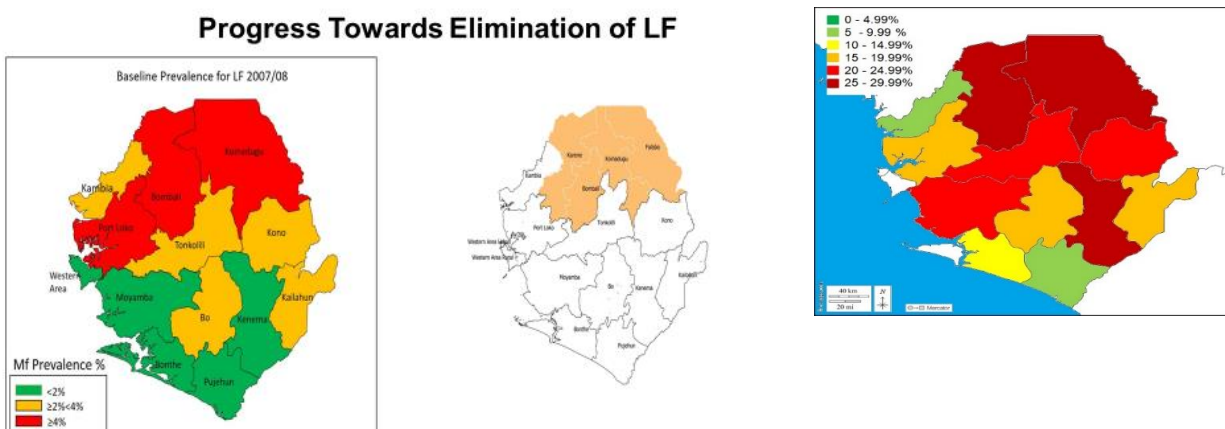 Progress Towards Elimination of LF
Baseline Prevalence for LF 2007/08
Koinadugu
Kambia
Bombali
Port Loko
Tonkolili
Kono
Western
Area
Moyamba
Bo
Kenema
Kailahun
Bonthe
Pujehun
Mf Prevalence %
<2%
≥2%<4%
≥4%
Karene
Koinadugu
Falaba
Kambia
Bombali
Port Loko
Tonkolili
Kono
Moyamba
Bo
Kenema
Kailahun
Bonthe
Pujehun
0 - 4.99%
5 - 9.99 %
10 - 14.99%
15 - 19.99%
20 - 24.99%
25 - 29.99%
40 km
20 mi
N
Mercator